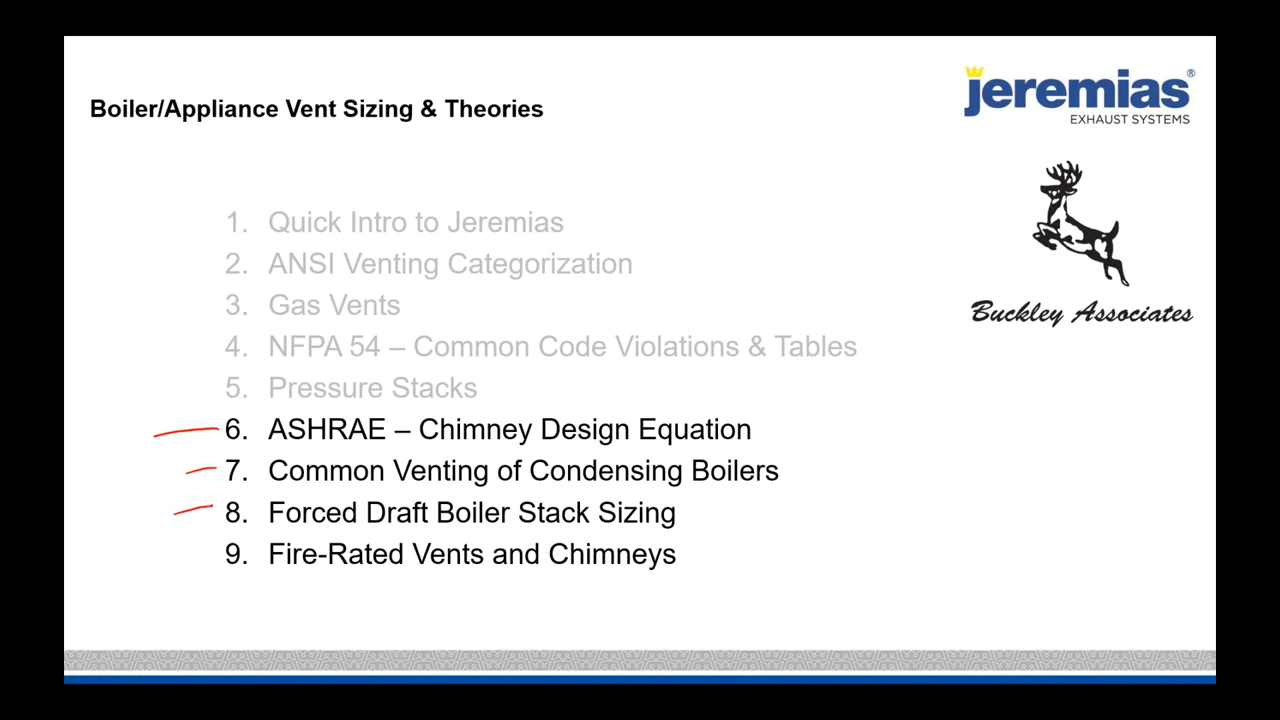 jeremias®
EXHAUST SYSTEMS
Boiler/Appliance Vent Sizing & Theories
1. Quick Intro to Jeremias
2. ANSI Venting Categorization
3. Gas Vents
4. NFPA 54 – Common Code Violations & Tables
5. Pressure Stacks
6. ASHRAE – Chimney Design Equation
7. Common Venting of Condensing Boilers
8. Forced Draft Boiler Stack Sizing
9. Fire-Rated Vents and Chimneys
Buckley Associates